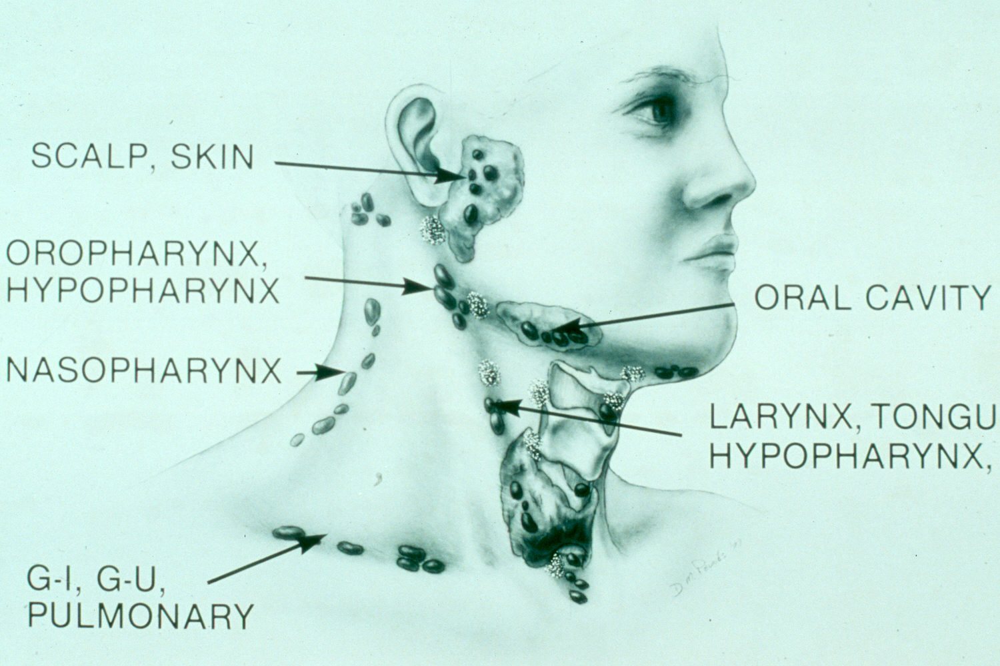 SCALP, SKIN
OROPHARYNX,
HYPOPHARYNX
ORAL CAVITY
NASOPHARYNX
LARYNX, TONGU
HYPOPHARYNX,
G-I, G-U,
PULMONARY